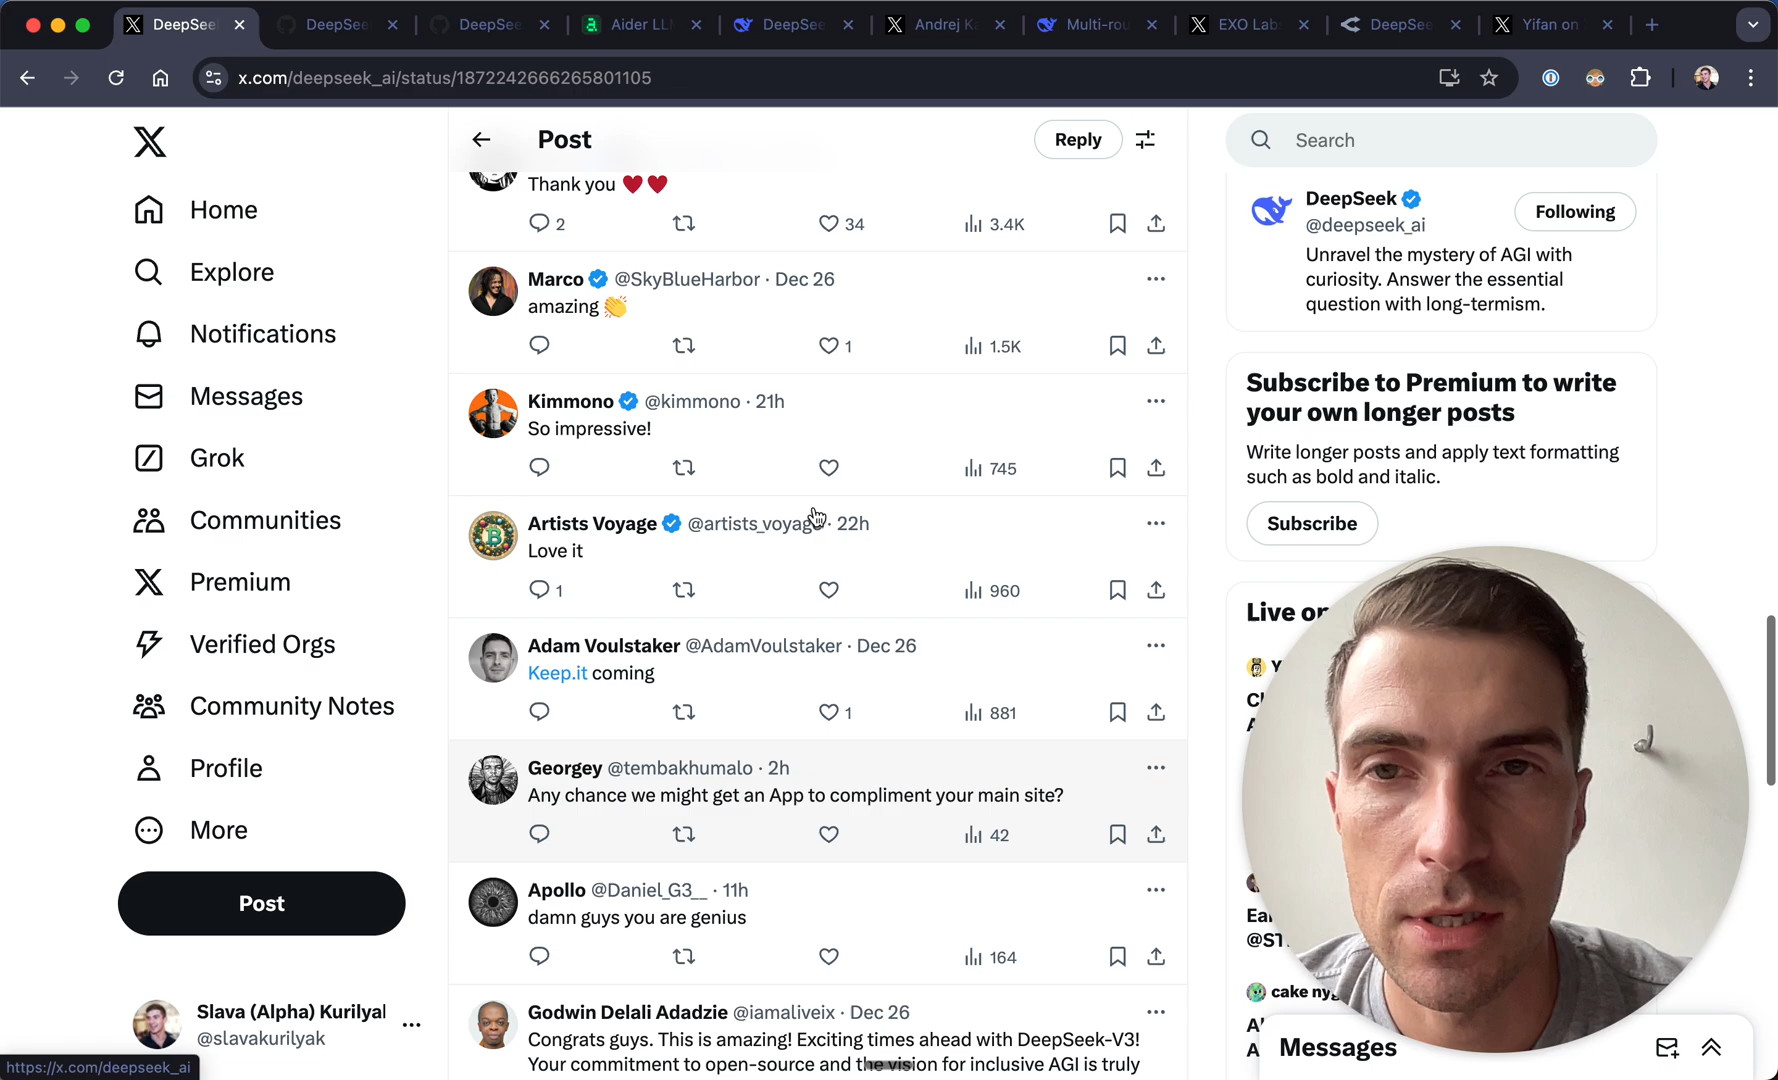 DeepSee
DeepSee
DeepSee
Aider LL
DeepSee
Andrej K
Multi-rou
EXO Labs
DeepSee
Yifan on
x.com/deepseek_ai/status/1872242666265801105
Home
Explore
Notifications
Messages
Grok
Communities
Premium
Verified Orgs
Community Notes
Profile
More
Post
Slava (Alpha) Kurilyal
@slavakurilyak
https://x.com/deepseek_ai
Post
Reply
Thank you ♥️♥️
2
34
3.4K
Marco @SkyBlueHarbor · Dec 26
amazing 👏
1
1.5K
Kimmono @kimmono · 21h
So impressive!
745
Artists Voyage @artists_voyage · 22h
Love it
1
960
Adam Voulstaker @AdamVoulstaker · Dec 26
Keep.it coming
1
881
Georgey @tembakhumalo · 2h
Any chance we might get an App to compliment your main site?
42
Apollo @Daniel_G3__ · 11h
damn guys you are genius
164
Godwin Delali Adadzie @iamaliveix · Dec 26
Congrats guys. This is amazing! Exciting times ahead with DeepSeek-V3!
Your commitment to open-source and the vision for inclusive AGI is truly
Search
DeepSeek
@deepseek_ai
Following
Unravel the mystery of AGI with
curiosity. Answer the essential
question with long-termism.
Subscribe to Premium to write
your own longer posts
Write longer posts and apply text formatting
such as bold and italic.
Subscribe
Live on
Y
Ea
@ST
cake nyg
Messages